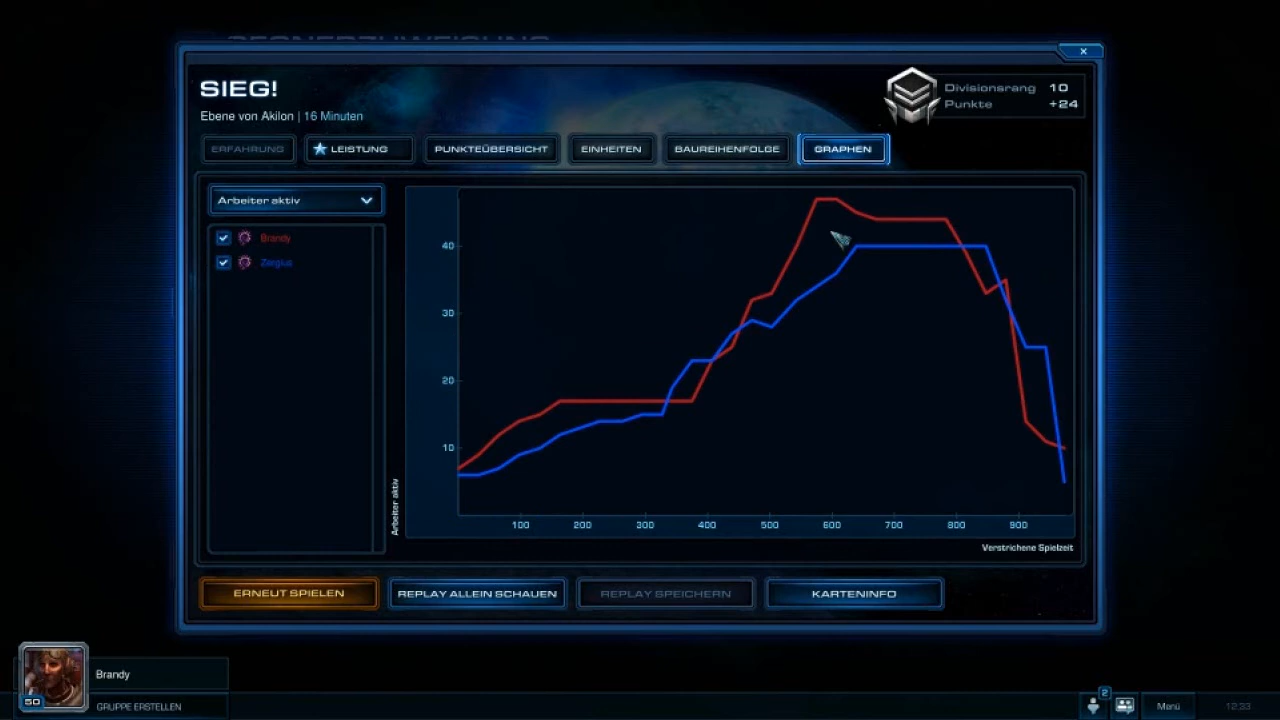 SIEG!
Ebene von Akilon | 16 Minuten
Divisionsrang 10
Punkte +24
ERFAHRUNG LEISTUNG PUNKTEÜBERSICHT EINHEITEN BAUREIHENFOLGE GRAPHEN
Arbeiter aktiv
Brandy
Zergius
40
30
20
10
Arbeiter aktiv
100 200 300 400 500 600 700 800 900
Verstrichene Spielzeit
ERNEUT SPIELEN REPLAY ALLEIN SCHAUEN REPLAY SPEICHERN KARTENINFO
50
Brandy
GRUPPE ERSTELLEN
2
Menü
12:33